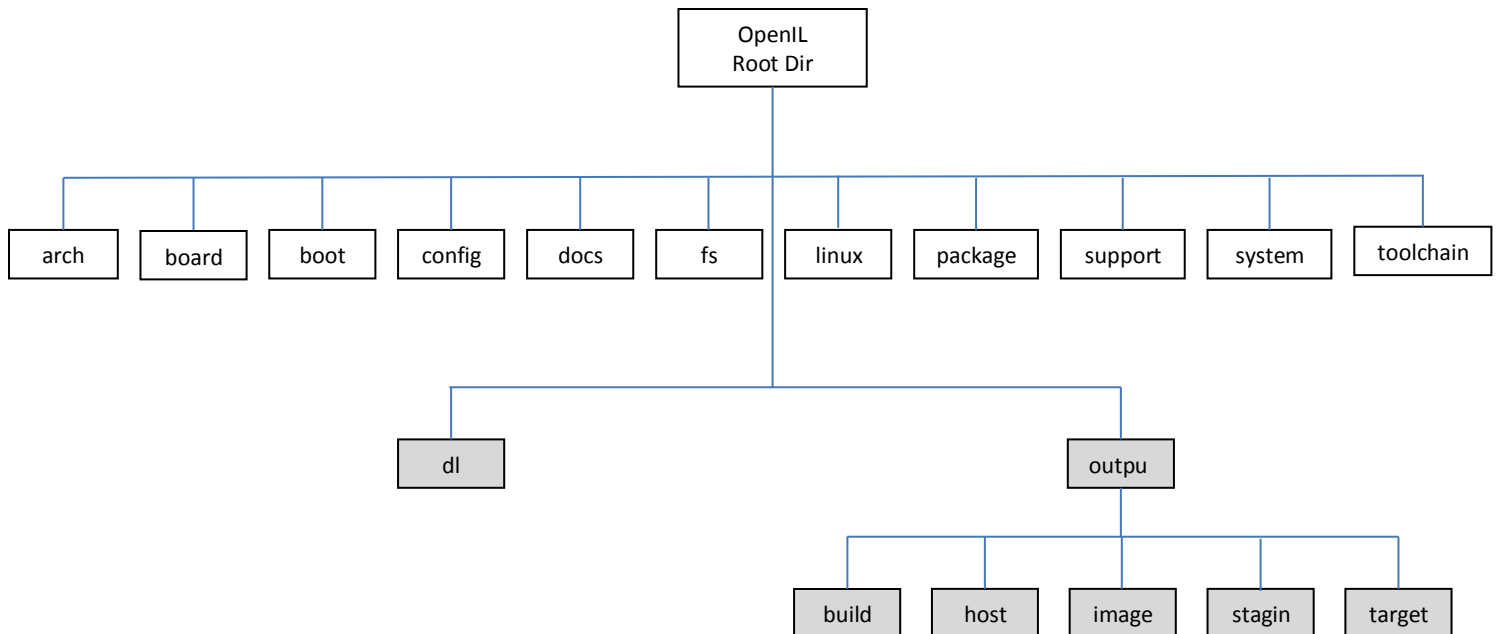 OpenIL
Root Dir
arch
board
boot
config
docs
fs
linux
package
support
system
toolchain
dl
outpu
build
host
image
stagin
target